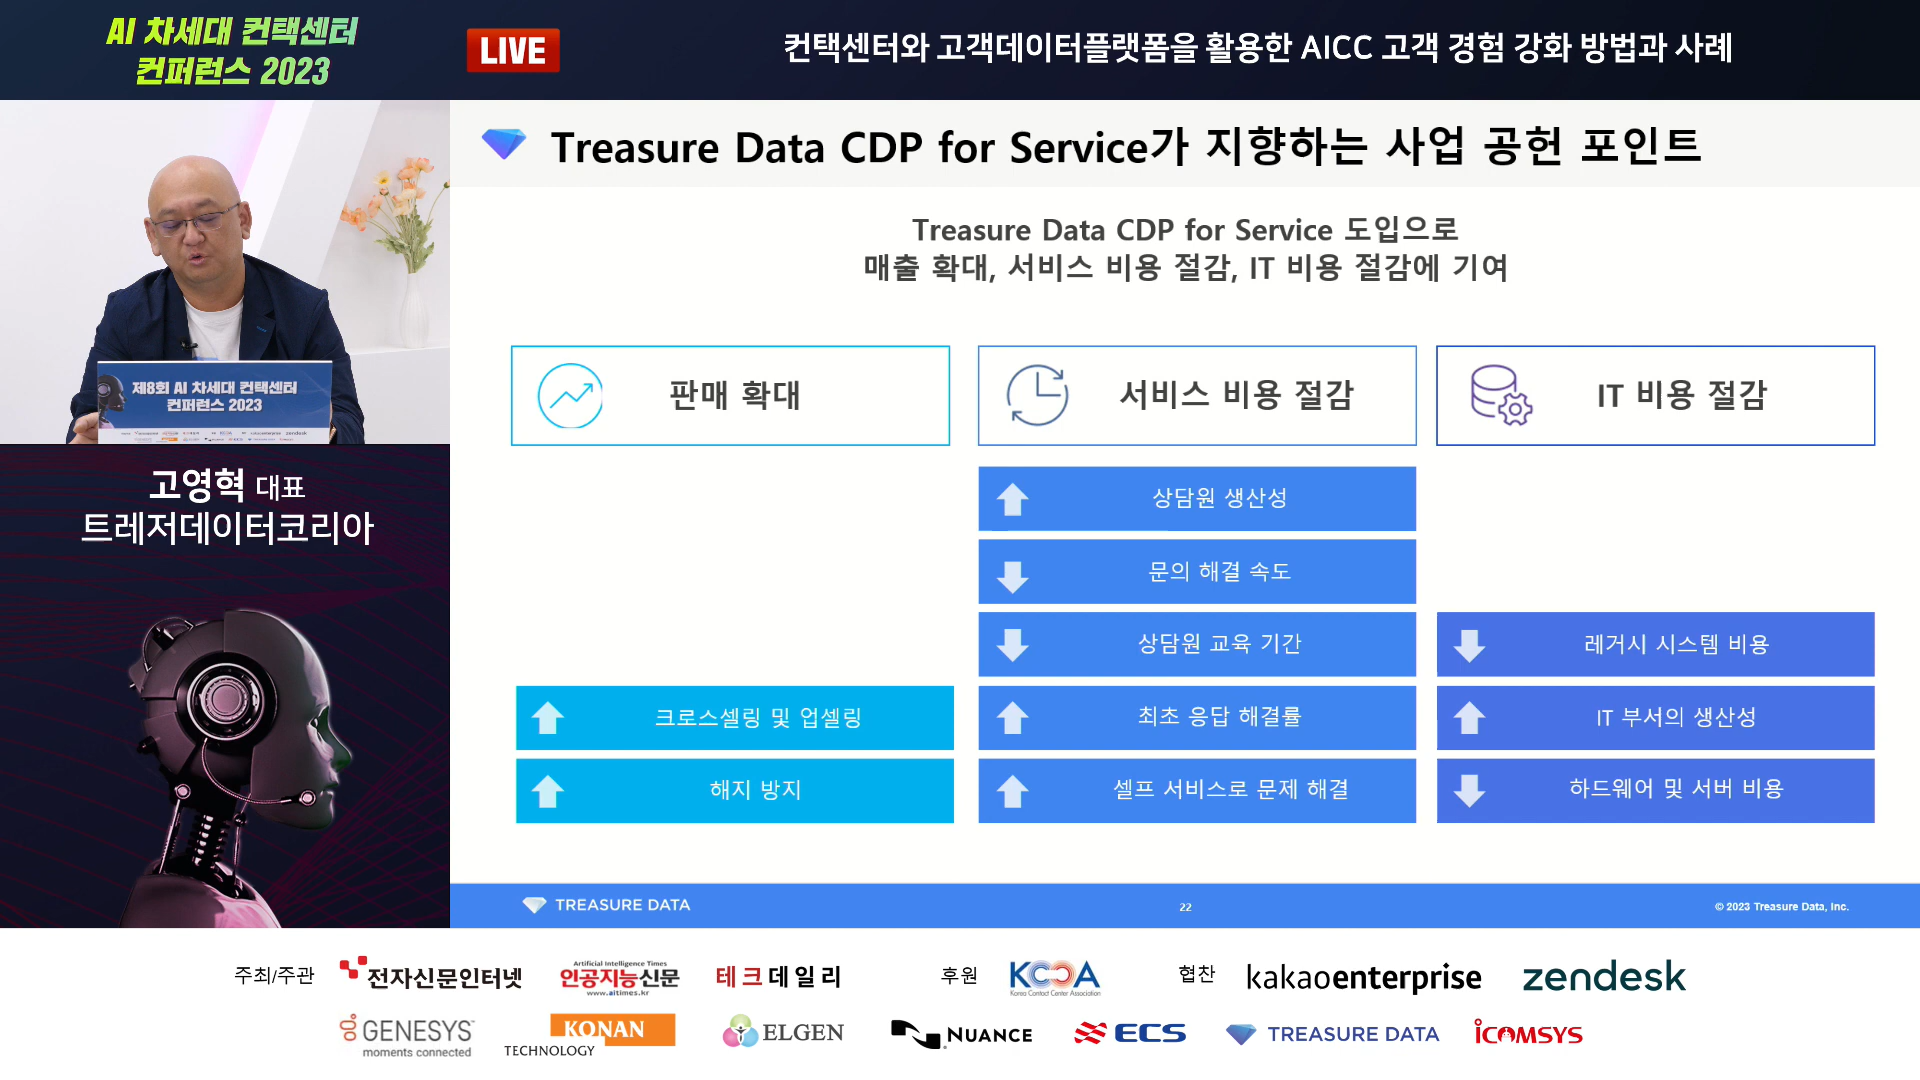 AI 차세대 컨택센터
컨퍼런스 2023
LIVE
컨택센터와 고객데이터플랫폼을 활용한 AICC 고객 경험 강화 방법과 사례
제8회 AI 차세대 컨택센터
컨퍼런스 2023
고영혁 대표
트레저데이터코리아
Treasure Data CDP for Service가 지향하는 사업 공헌 포인트
Treasure Data CDP for Service 도입으로
매출 확대, 서비스 비용 절감, IT 비용 절감에 기여
판매 확대
서비스 비용 절감
IT 비용 절감
상담원 생산성
문의 해결 속도
상담원 교육 기간
레거시 시스템 비용
크로스셀링 및 업셀링
최초 응답 해결률
IT 부서의 생산성
해지 방지
셀프 서비스로 문제 해결
하드웨어 및 서버 비용
TREASURE DATA
22
© 2023 Treasure Data, Inc.
주최/주관
전자신문인터넷
Artificial Intelligence Times
인공지능신문
www.aitimes.kr
테크데일리
후원
KCCA
Korea Contact Center Association
협찬
kakaoenterprise
zendesk
GENESYS
moments connected
KONAN
TECHNOLOGY
ELGEN
NUANCE
ECS
TREASURE DATA
iCOMSYS